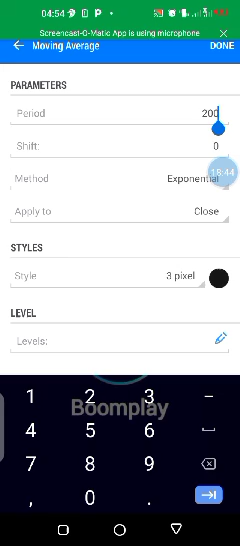 04:54
Screencast-O-Matic App is using microphone
Moving Average DONE
PARAMETERS
Period 200
Shift: 0
Method Exponential
18:44
Apply to Close
STYLES
Style 3 pixel
LEVEL
Levels:
1 2 3 -
Boomplay
4 5 6
7 8 9
, 0 .